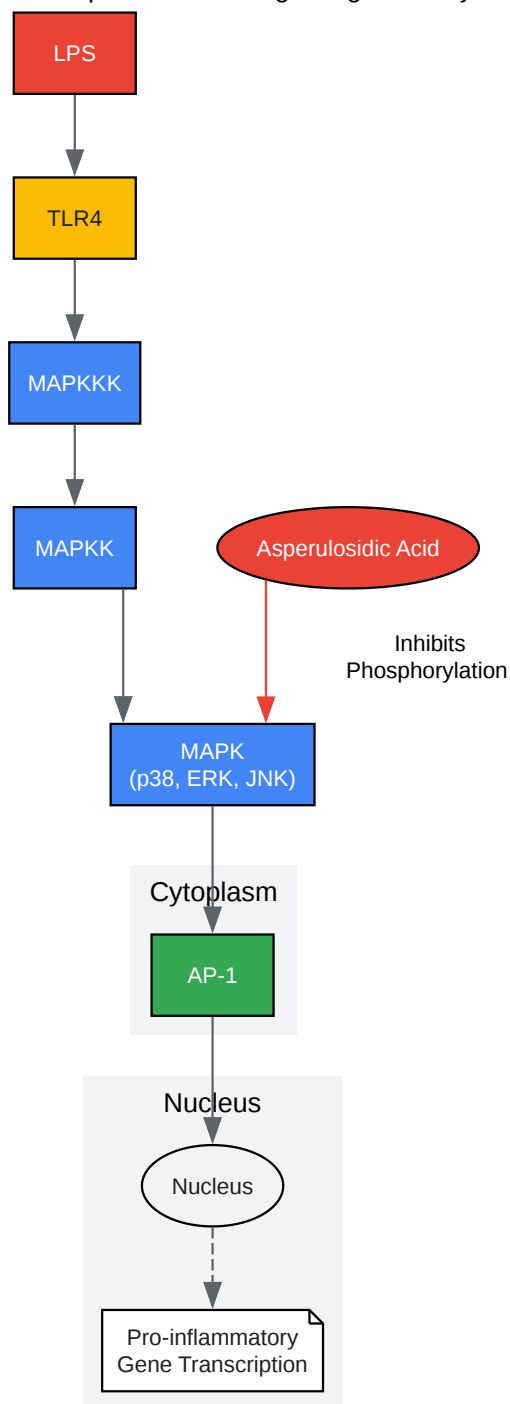 LPS
TLR4
MAPKKK
MAPKK
Asperulosidic Acid
Inhibits
Phosphorylation
MAPK
(p38, ERK, JNK)
Cytoplasm
AP-1
Nucleus
Nucleus
Pro-inflammatory
Gene Transcription